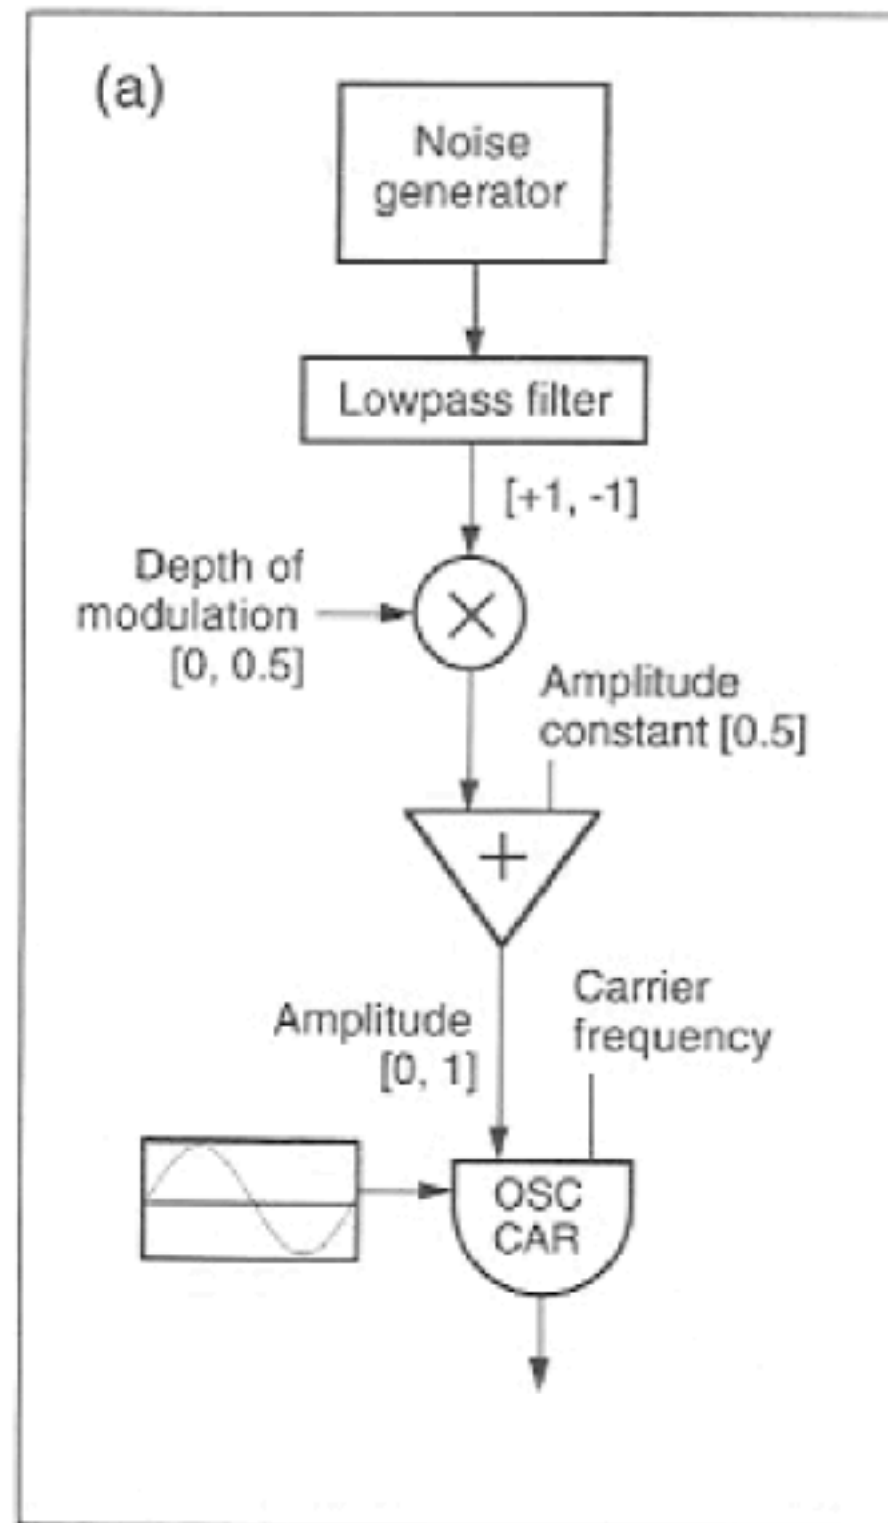 (a)
Noise
generator
Lowpass filter
[+1, -1]
Depth of
modulation
[0, 0.5]
Amplitude
constant [0.5]
+
Amplitude
[0, 1]
Carrier
frequency
OSC
CAR